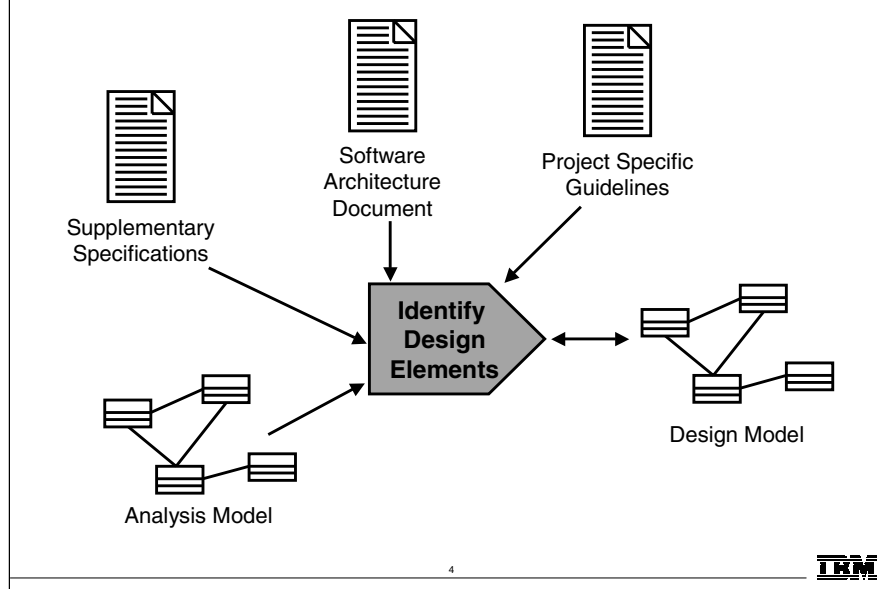 Supplementary
Specifications
Software
Architecture
Document
Project Specific
Guidelines
Identify
Design
Elements
Analysis Model
Design Model
4
IBM